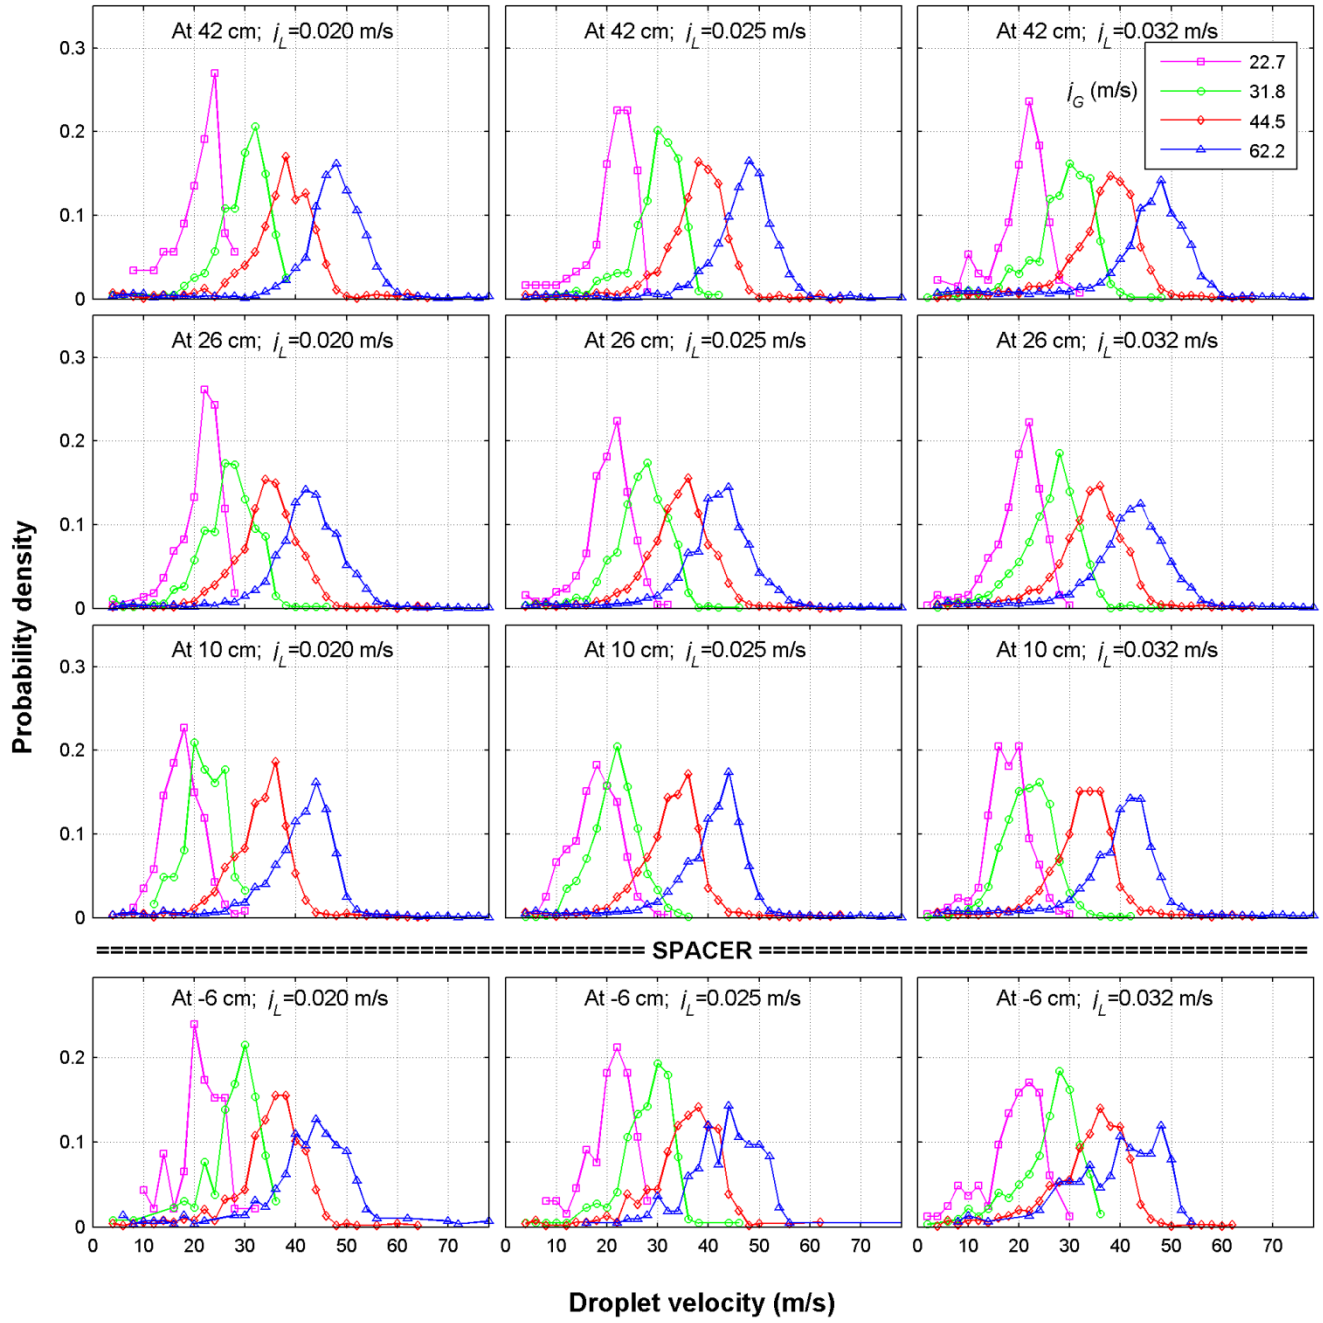 At 42 cm; jL=0.020 m/s
At 42 cm; jL=0.025 m/s
At 42 cm; jL=0.032 m/s
jG (m/s)
22.7
31.8
44.5
62.2
0.3
0.2
0.1
0
At 26 cm; jL=0.020 m/s
At 26 cm; jL=0.025 m/s
At 26 cm; jL=0.032 m/s
0.3
0.2
0.1
0
Probability density
At 10 cm; jL=0.020 m/s
At 10 cm; jL=0.025 m/s
At 10 cm; jL=0.032 m/s
0.3
0.2
0.1
0
======================================== SPACER ========================================
At -6 cm; jL=0.020 m/s
At -6 cm; jL=0.025 m/s
At -6 cm; jL=0.032 m/s
0.2
0.1
0
0 10 20 30 40 50 60 70
0 10 20 30 40 50 60 70
0 10 20 30 40 50 60 70
Droplet velocity (m/s)